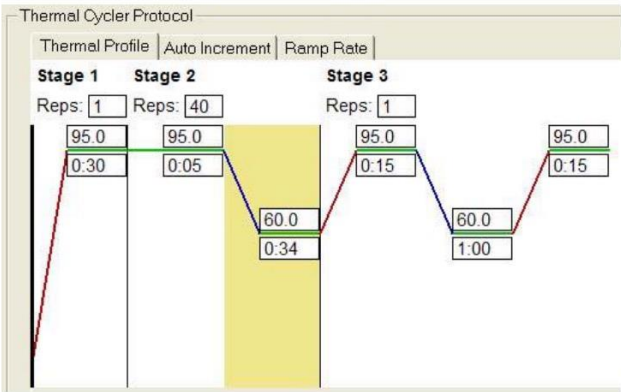 Thermal Cycler Protocol
Thermal Profile Auto Increment Ramp Rate
Stage 1 Stage 2 Stage 3
Reps: 1 Reps: 40 Reps: 1
95.0 95.0 95.0 95.0
0:30 0:05 0:15 0:15
60.0 60.0
0:34 1:00